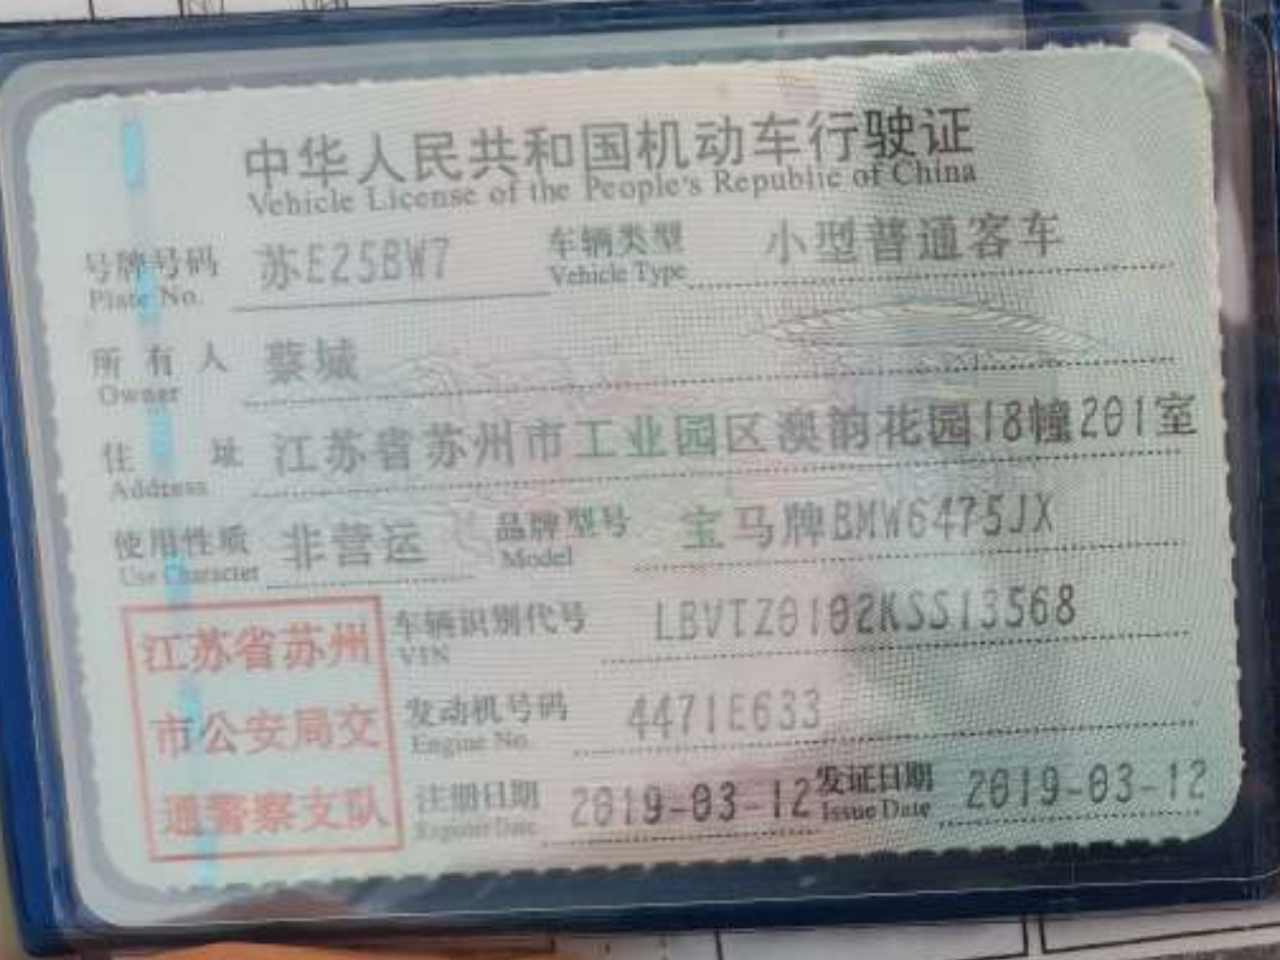 中华人民共和国机动车行驶证
Vehicle License of the People's Republic of China
号牌号码 苏E25BW7 车辆类型 小型普通客车
Plate No. Vehicle Type
所有人 蔡城
Owner
住址 江苏省苏州市工业园区澳韵花园18幢201室
Address
使用性质 非营运 品牌型号 宝马牌BMW6475JX
Use Character Model
车辆识别代号 LBVTZ0102KSS13568
VIN
发动机号码 4471E633
Engine No.
注册日期 2019-03-12 发证日期 2019-03-12
Register Date Issue Date
江苏省苏州
市公安局交
通警察支队